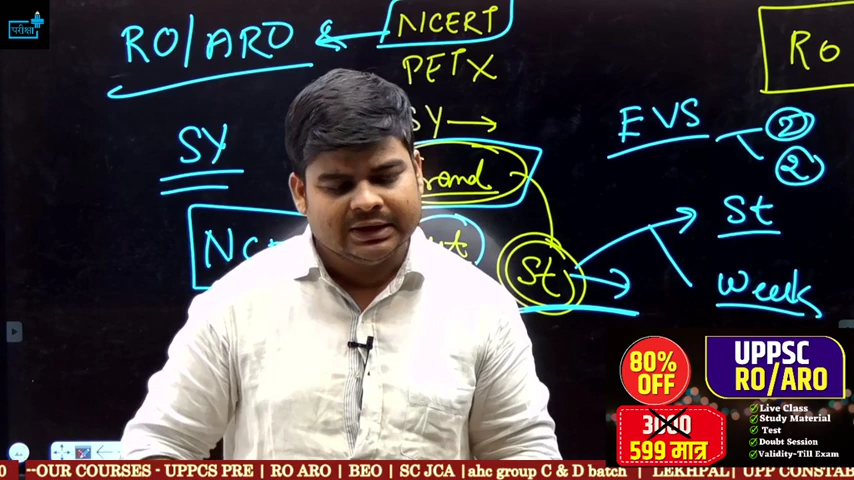 परीक्षा
RO/ARO
NCERT
PETX
SY →
SY
EVS
2
St
St
Week
Ro
80%
OFF
UPPSC
RO/ARO
3000
599 मात्र
Live Class
Study Material
Test
Doubt Session
Validity-Till Exam
--OUR COURSES - UPPCS PRE | RO ARO | BEO | SC JCA |ahc group C & D batch | LEKHPAL| UPP CONSTAB